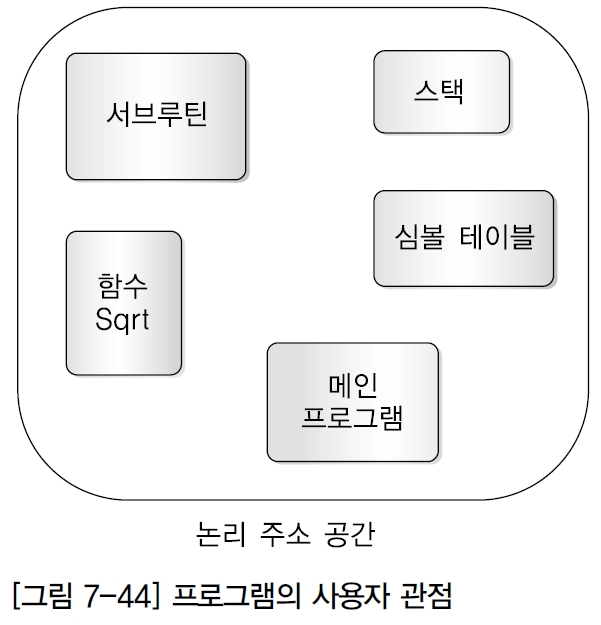 서브루틴
스택
심볼 테이블
함수
Sqrt
메인
프로그램
논리 주소 공간
[그림 7-44] 프로그램의 사용자 관점